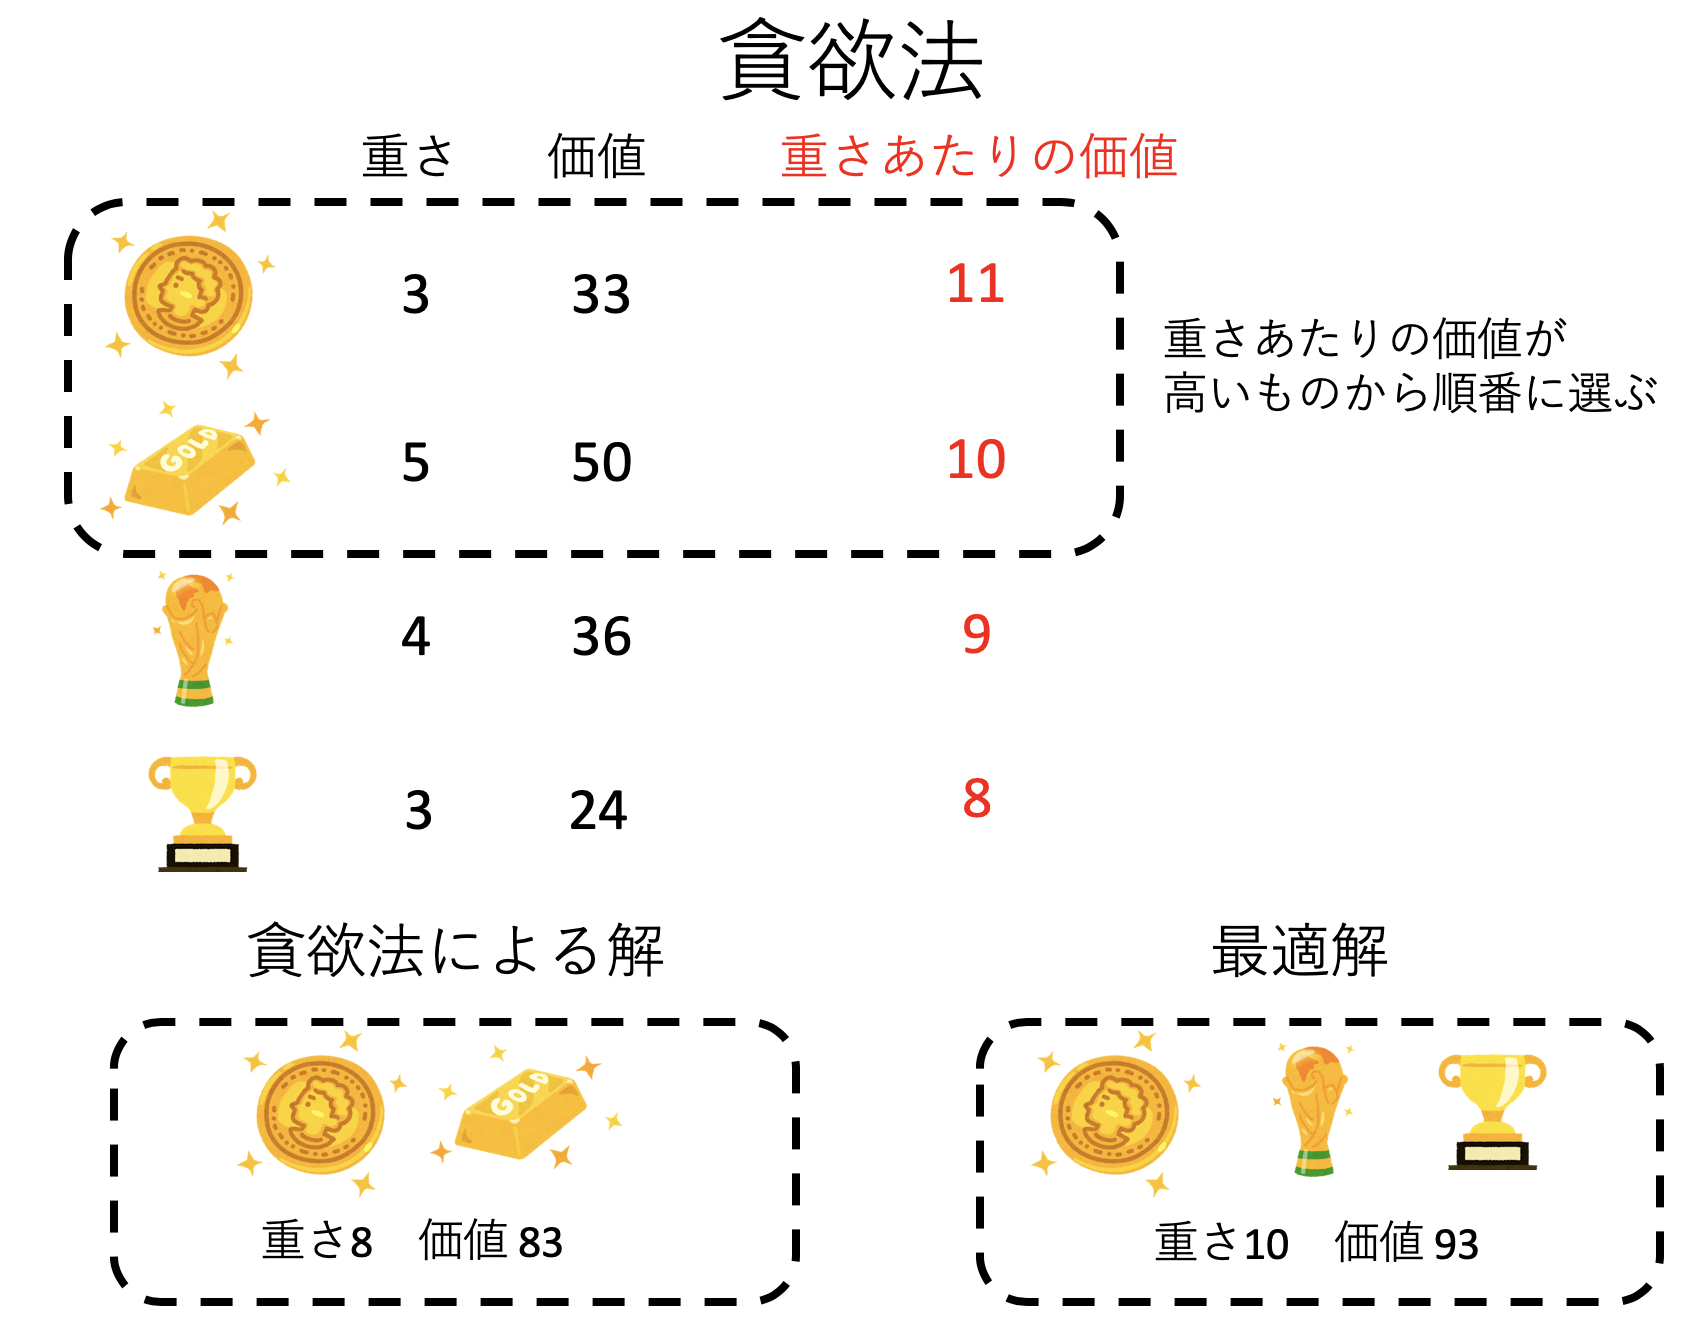 貪欲法
重さ 価値 重さあたりの価値
3 33 11
GOLD 5 50 10
重さあたりの価値が
高いものから順番に選ぶ
4 36 9
3 24 8
貪欲法による解
GOLD
重さ8 価値 83
最適解
重さ10 価値 93